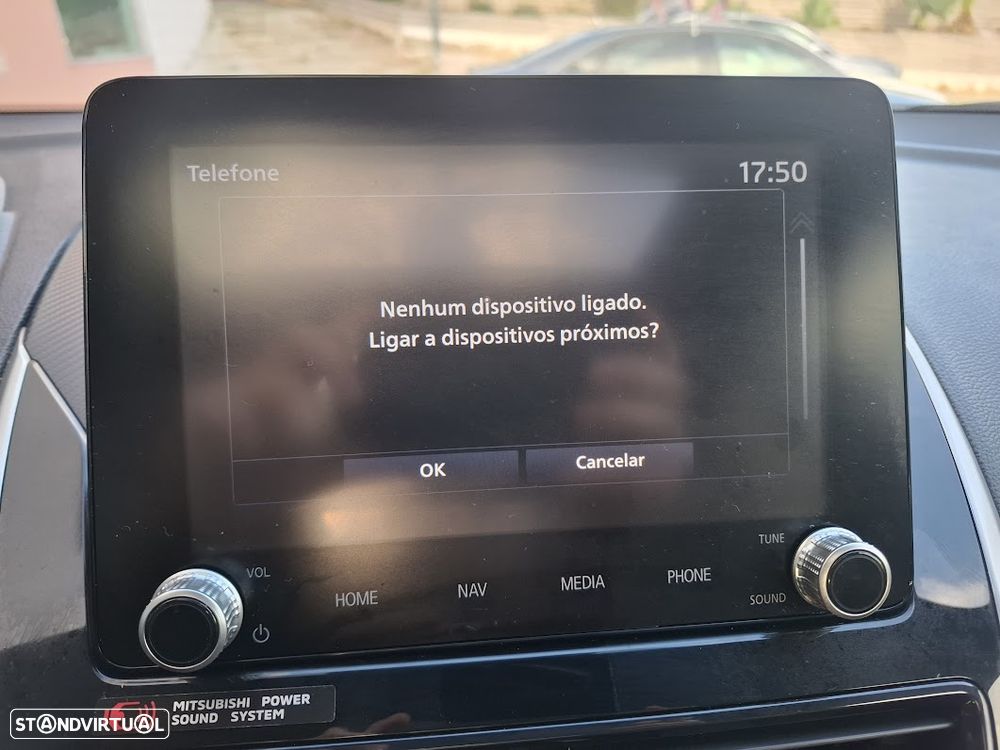 Telefone
17:50
Nenhum dispositivo ligado.
Ligar a dispositivos próximos?
OK
Cancelar
VOL
HOME
NAV
MEDIA
PHONE
TUNE
SOUND
MITSUBISHI POWER
SOUND SYSTEM
STANDVIRTUAL